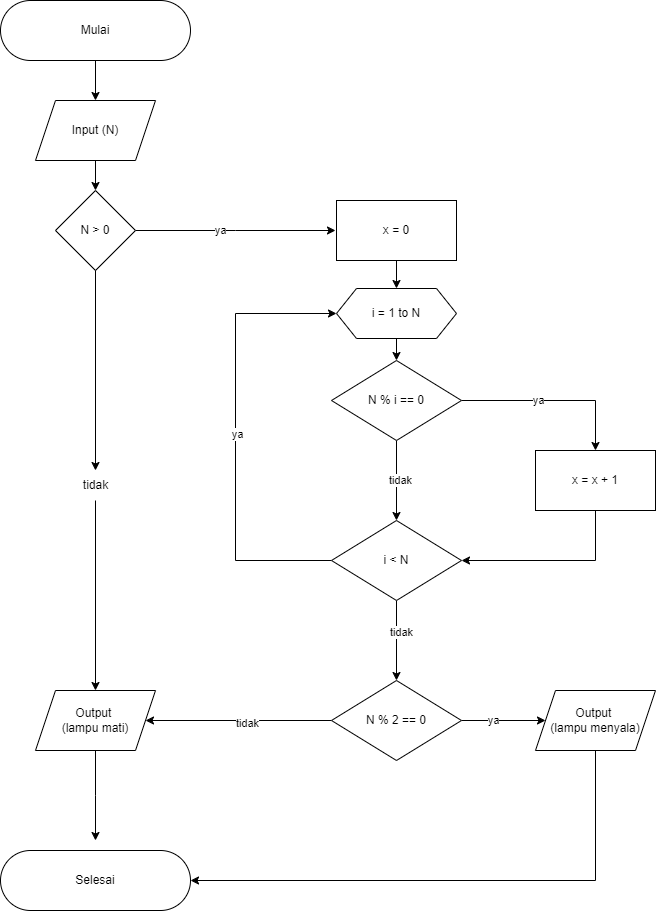 Mulai
Input (N)
N > 0
ya
x = 0
i = 1 to N
N % i == 0
ya
ya
tidak
x = x + 1
tidak
i < N
tidak
Output
(lampu mati)
tidak
N % 2 == 0
ya
Output
(lampu menyala)
Selesai